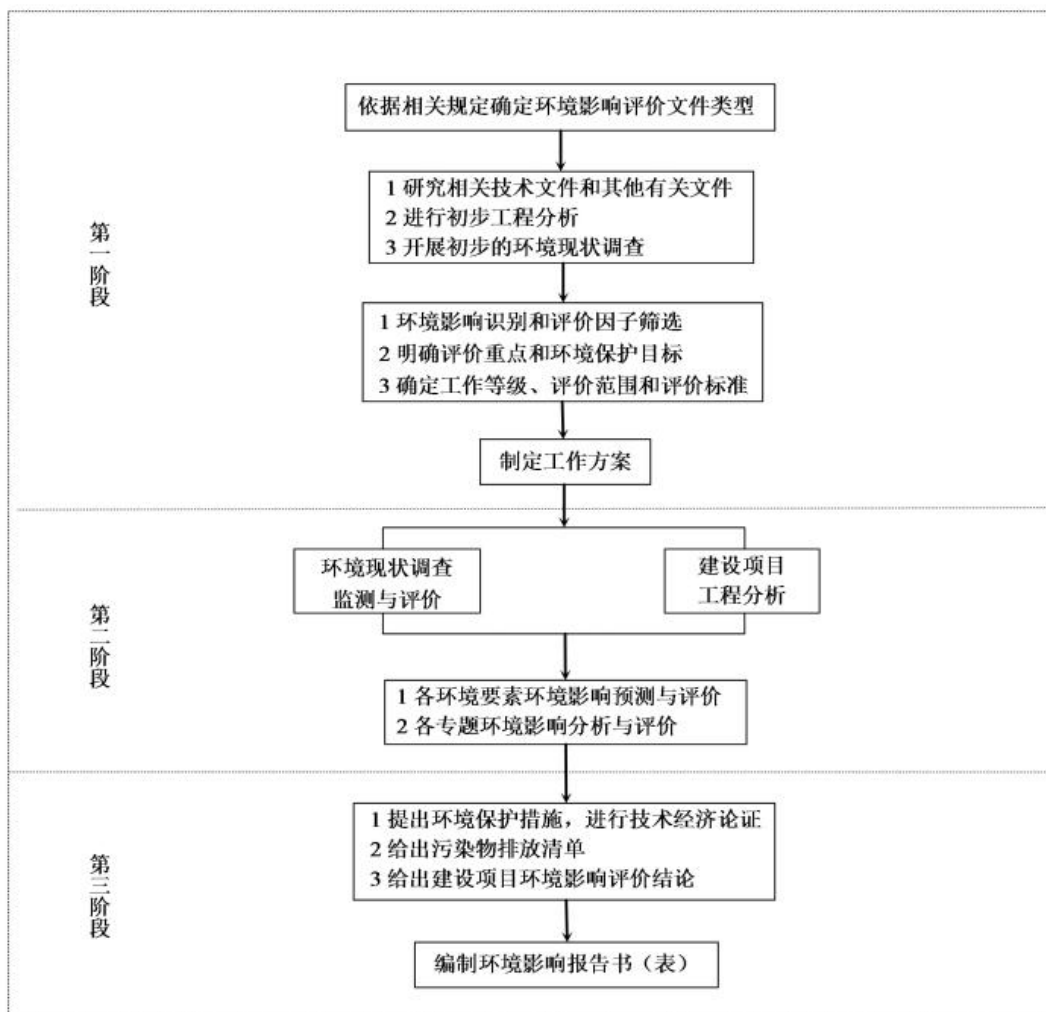 依据相关规定确定环境影响评价文件类型
1 研究相关技术文件和其他有关文件
2 进行初步工程分析
3 开展初步的环境现状调查
第一阶段
1 环境影响识别和评价因子筛选
2 明确评价重点和环境保护目标
3 确定工作等级、评价范围和评价标准
制定工作方案
环境现状调查
监测与评价
建设项目
工程分析
第二阶段
1 各环境要素环境影响预测与评价
2 各专题环境影响分析与评价
1 提出环境保护措施，进行技术经济论证
2 给出污染物排放清单
3 给出建设项目环境影响评价结论
第三阶段
编制环境影响报告书（表）